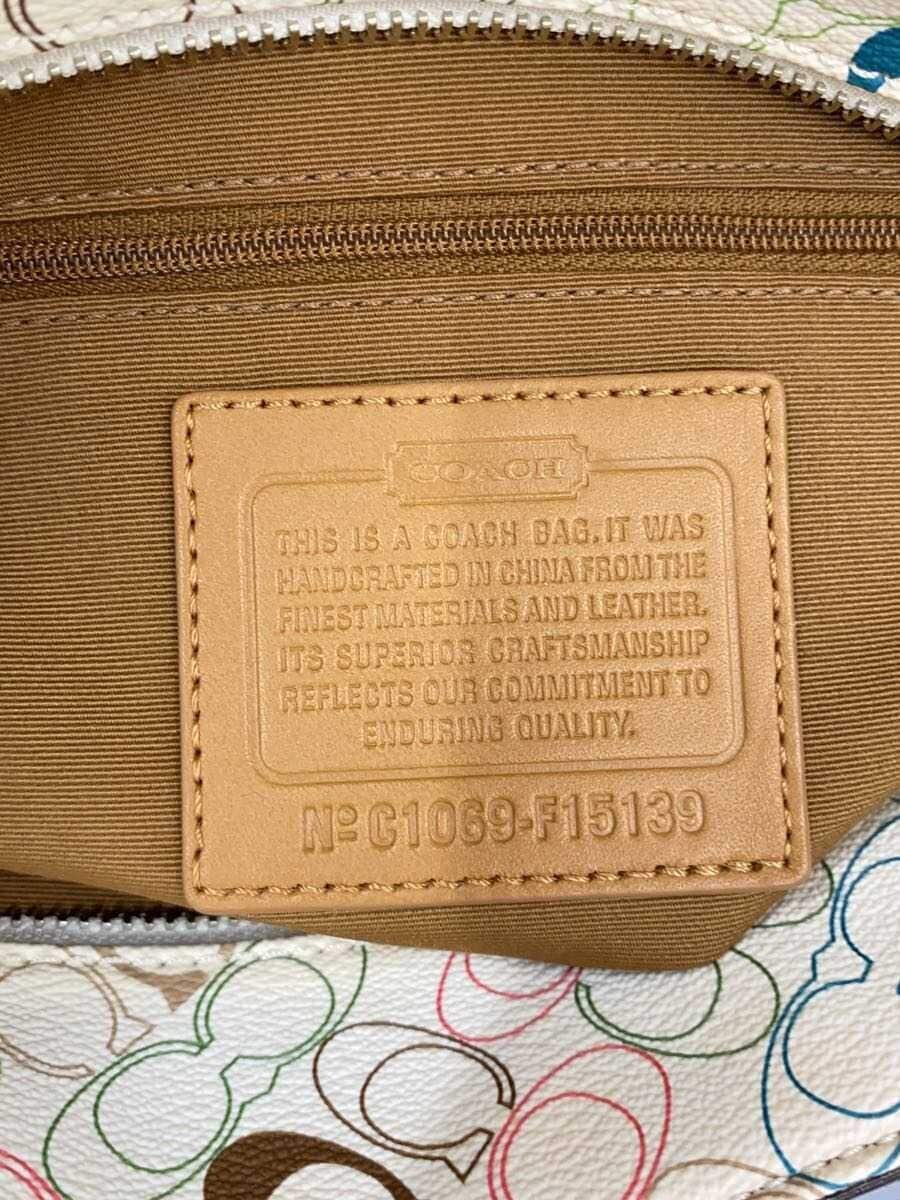 COACH
THIS IS A COACH BAG. IT WAS
HANDCRAFTED IN CHINA FROM THE
FINEST MATERIALS AND LEATHER.
ITS SUPERIOR CRAFTSMANSHIP
REFLECTS OUR COMMITMENT TO
ENDURING QUALITY.
Nº C1069-F15139